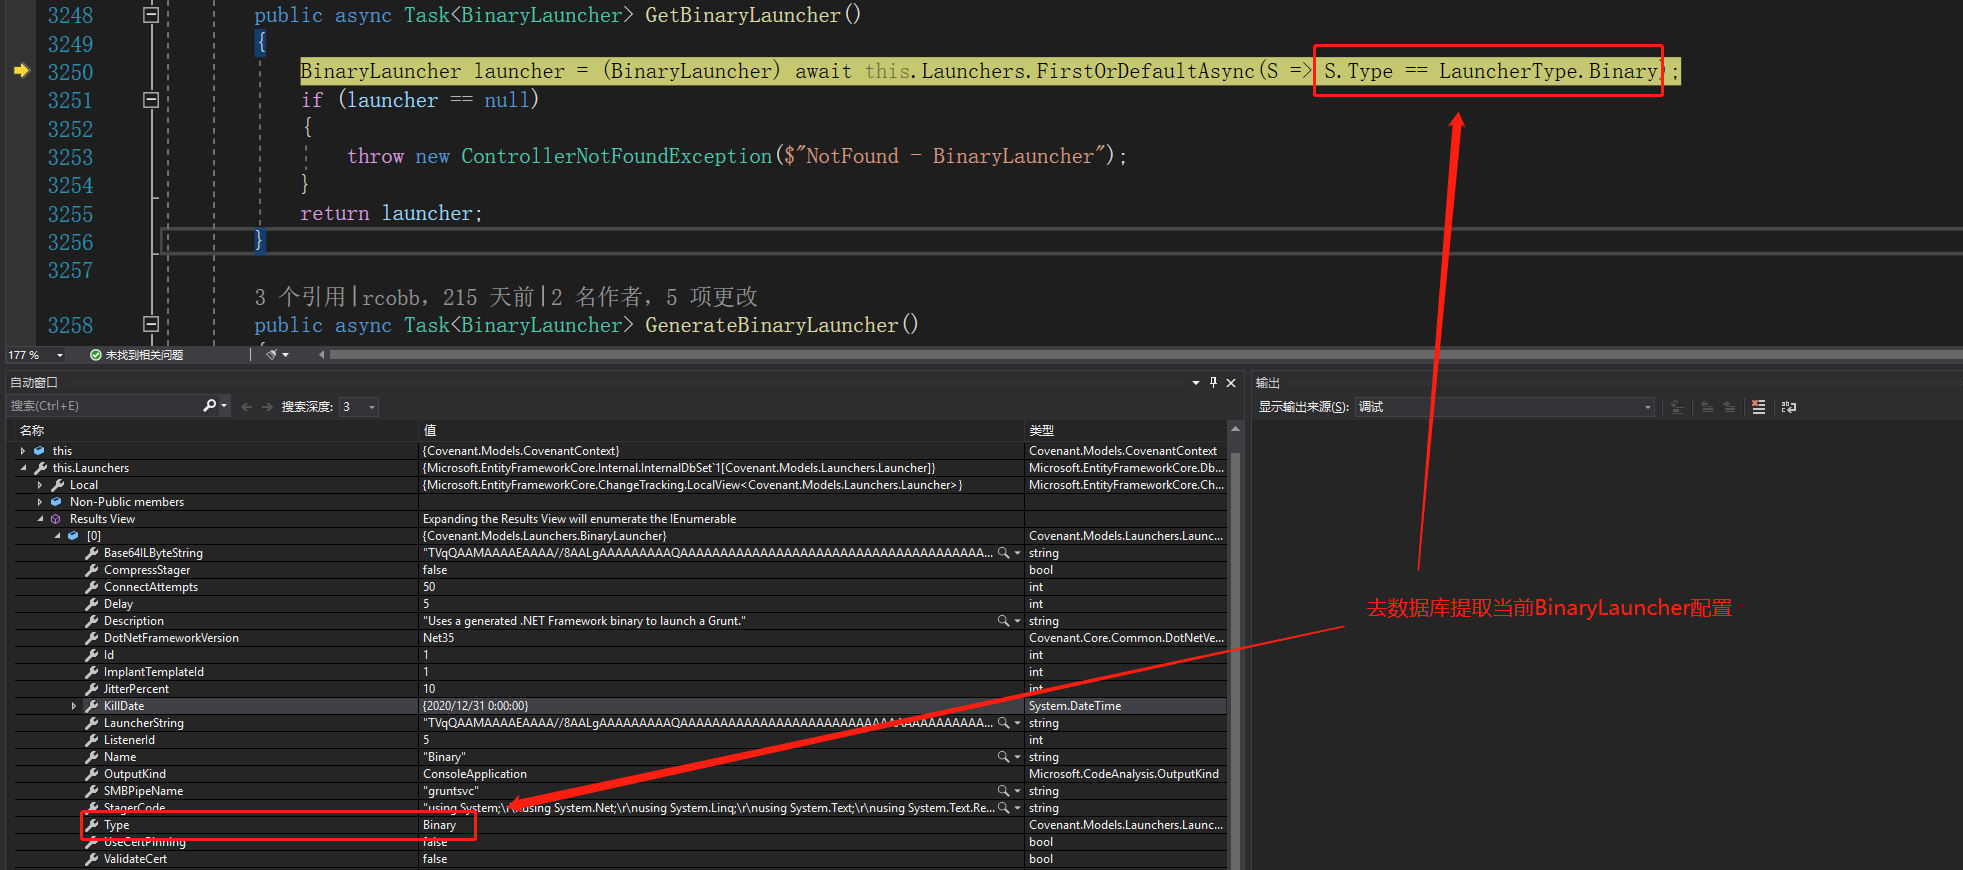 3248 public async Task<BinaryLauncher> GetBinaryLauncher()
3249 {
3250 BinaryLauncher launcher = (BinaryLauncher) await this.Launchers.FirstOrDefaultAsync(S => S.Type == LauncherType.Binary);
3251 if (launcher == null)
3252 {
3253 throw new ControllerNotFoundException($"NotFound - BinaryLauncher");
3254 }
3255 return launcher;
3256 }
3257
3 个引用|rcobb，215 天前|2 名作者，5 项更改
3258 public async Task<BinaryLauncher> GenerateBinaryLauncher()
177 % 未找到相关问题
自动窗口
搜索(Ctrl+E) 搜索深度: 3
名称 值 类型
this {Covenant.Models.CovenantContext} Covenant.Models.CovenantContext
this.Launchers {Microsoft.EntityFrameworkCore.Internal.InternalDbSet`1[Covenant.Models.Launchers.Launcher]} Microsoft.EntityFrameworkCore.Db...
Local {Microsoft.EntityFrameworkCore.ChangeTracking.LocalView<Covenant.Models.Launchers.Launcher>} Microsoft.EntityFrameworkCore.Ch...
Non-Public members
Results View Expanding the Results View will enumerate the IEnumerable
[0] {Covenant.Models.Launchers.BinaryLauncher} Covenant.Models.Launchers.Launc...
Base64ILByteString string
CompressStager false bool
ConnectAttempts 50 int
Delay 5 int
Description "Uses a generated .NET Framework binary to launch a Grunt." string
DotNetFrameworkVersion Net35 Covenant.Core.Common.DotNetVe...
Id 1 int
ImplantTemplateId 1 int
JitterPercent 10 int
KillDate {2020/12/31 0:00:00} System.DateTime
LauncherString string
ListenerId 5 int
Name "Binary" string
OutputKind ConsoleApplication Microsoft.CodeAnalysis.OutputKind
SMBPipeName "gruntsvc" string
StagerCode "using System;\r\nusing System.Net;\r\nusing System.Linq;\r\nusing System.Text;\r\nusing System.Text.Re... string
Type Binary Covenant.Models.Launchers.Launc...
UseCertPinning false bool
ValidateCert false bool
输出
显示输出来源(S): 调试
去数据库提取当前BinaryLauncher配置